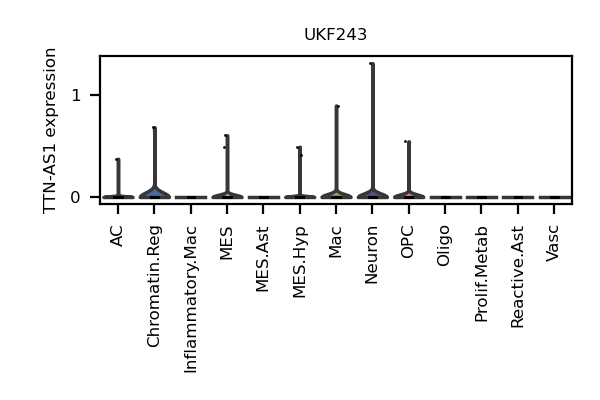 UKF243
TTN-AS1 expression
1
0
AC
Chromatin.Reg
Inflammatory.Mac
MES
MES.Ast
MES.Hyp
Mac
Neuron
OPC
Oligo
Prolif.Metab
Reactive.Ast
Vasc